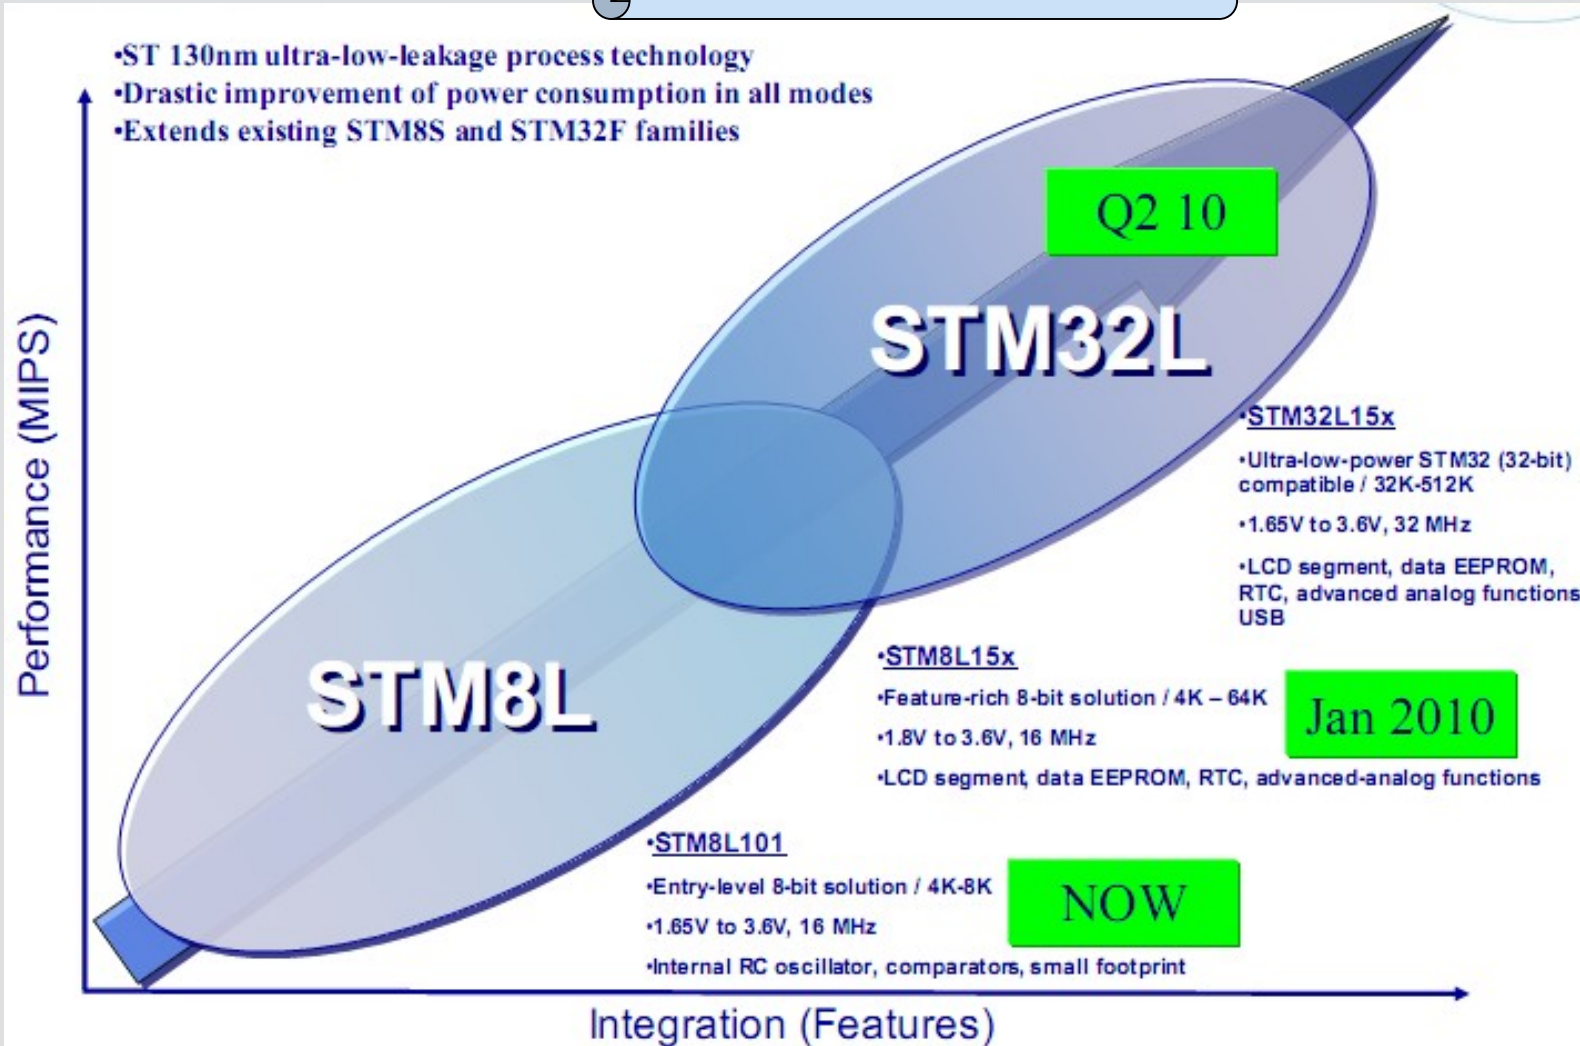 •ST 130nm ultra-low-leakage process technology
•Drastic improvement of power consumption in all modes
•Extends existing STM8S and STM32F families
Performance (MIPS)
Q2 10
STM32L
•STM32L15x
•Ultra-low-power STM32 (32-bit)
compatible / 32K-512K
•1.65V to 3.6V, 32 MHz
•LCD segment, data EEPROM,
RTC, advanced analog functions
USB
STM8L
•STM8L15x
•Feature-rich 8-bit solution / 4K – 64K
•1.8V to 3.6V, 16 MHz
•LCD segment, data EEPROM, RTC, advanced-analog functions
Jan 2010
•STM8L101
•Entry-level 8-bit solution / 4K-8K
•1.65V to 3.6V, 16 MHz
•Internal RC oscillator, comparators, small footprint
NOW
Integration (Features)